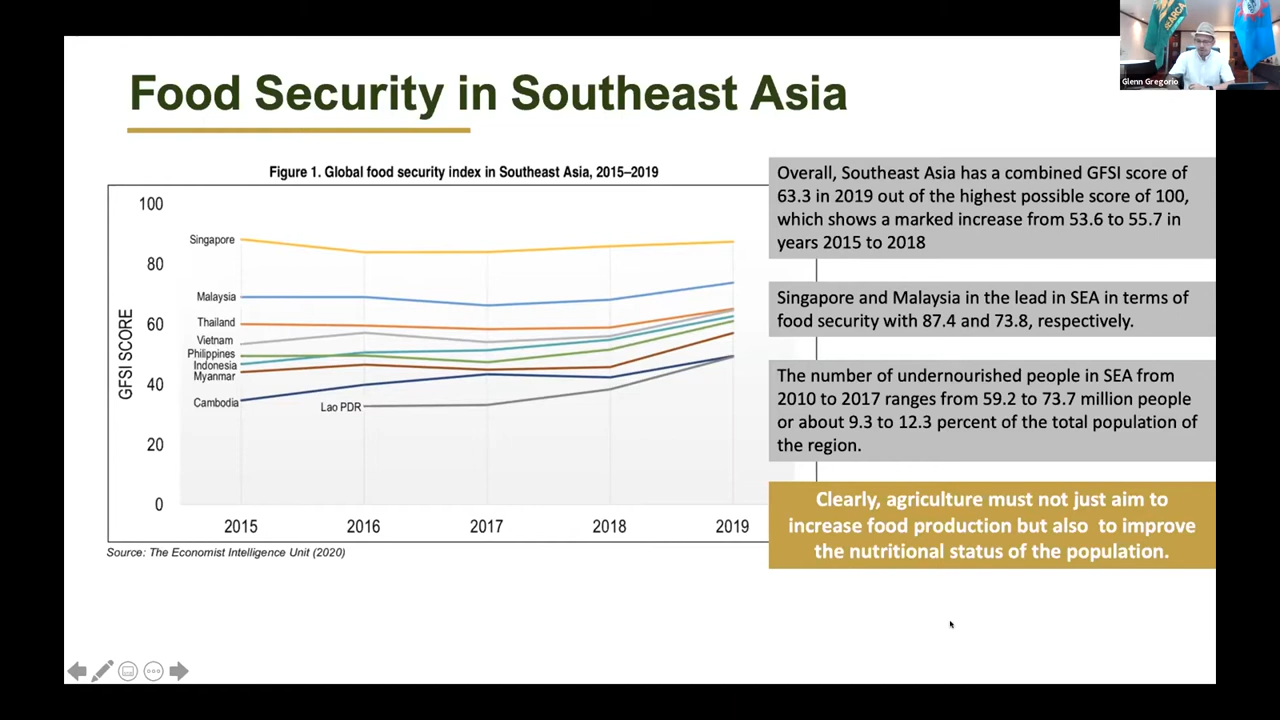 SEARCA
Glenn Gregorio
Food Security in Southeast Asia
Figure 1. Global food security index in Southeast Asia, 2015–2019
GFSI SCORE
100
80
60
40
20
0
Singapore
Malaysia
Thailand
Vietnam
Philippines
Indonesia
Myanmar
Cambodia
Lao PDR
2015
2016
2017
2018
2019
Source: The Economist Intelligence Unit (2020)
Overall, Southeast Asia has a combined GFSI score of
63.3 in 2019 out of the highest possible score of 100,
which shows a marked increase from 53.6 to 55.7 in
years 2015 to 2018
Singapore and Malaysia in the lead in SEA in terms of
food security with 87.4 and 73.8, respectively.
The number of undernourished people in SEA from
2010 to 2017 ranges from 59.2 to 73.7 million people
or about 9.3 to 12.3 percent of the total population of
the region.
Clearly, agriculture must not just aim to
increase food production but also to improve
the nutritional status of the population.